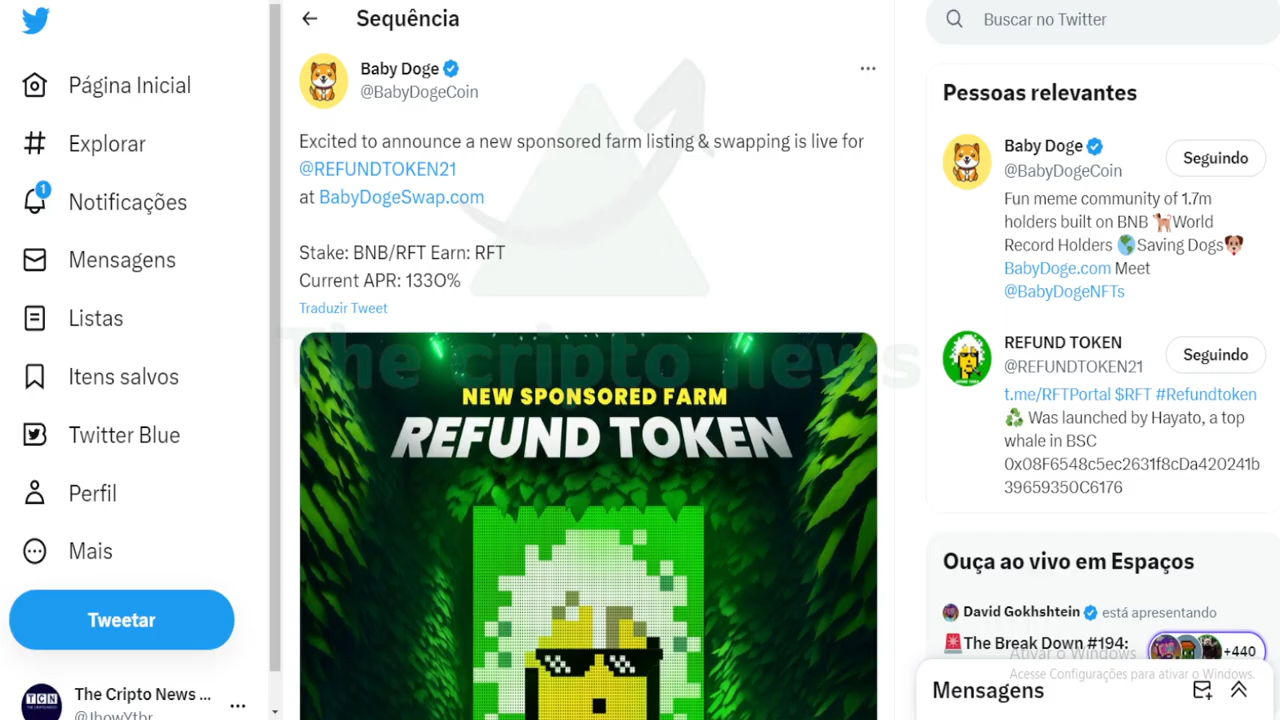 Sequência
Buscar no Twitter
Página Inicial
Explorar
1
Notificações
Mensagens
Listas
Itens salvos
Twitter Blue
Perfil
Mais
Tweetar
TCN
The Cripto News ...
@JhowYtbr
Baby Doge
@BabyDogeCoin
Excited to announce a new sponsored farm listing & swapping is live for
@REFUNDTOKEN21
at BabyDogeSwap.com
Stake: BNB/RFT Earn: RFT
Current APR: 133O%
Traduzir Tweet
The cripto news
NEW SPONSORED FARM
REFUND TOKEN
Pessoas relevantes
Baby Doge
@BabyDogeCoin
Seguindo
Fun meme community of 1.7m
holders built on BNB 🐕World
Record Holders 🌎Saving Dogs🐶
BabyDoge.com Meet
@BabyDogeNFTs
REFUND TOKEN
@REFUNDTOKEN21
Seguindo
t.me/RFTPortal $RFT #Refundtoken
♻️ Was launched by Hayato, a top
whale in BSC
0x08F6548c5ec2631f8cDa420241b
39659350C6176
Ouça ao vivo em Espaços
David Gokhshtein está apresentando
🚨The Break Down #194:
+440
Ativar o Windows
Acesse Configurações para ativar o Windows.
Mensagens